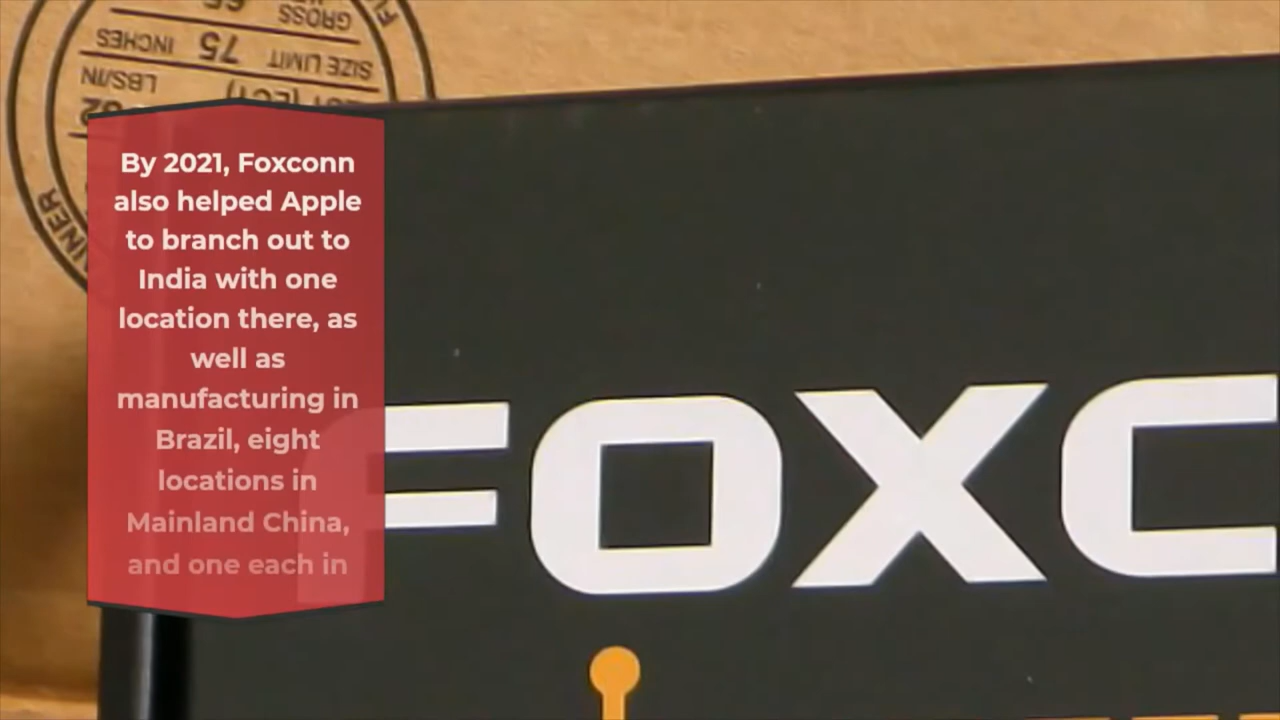 GROSS
65
SIZE LIMIT 75 INCHES
LBS/IN
By 2021, Foxconn
also helped Apple
to branch out to
India with one
location there, as
well as
manufacturing in
Brazil, eight
locations in
Mainland China,
and one each in
FOXC